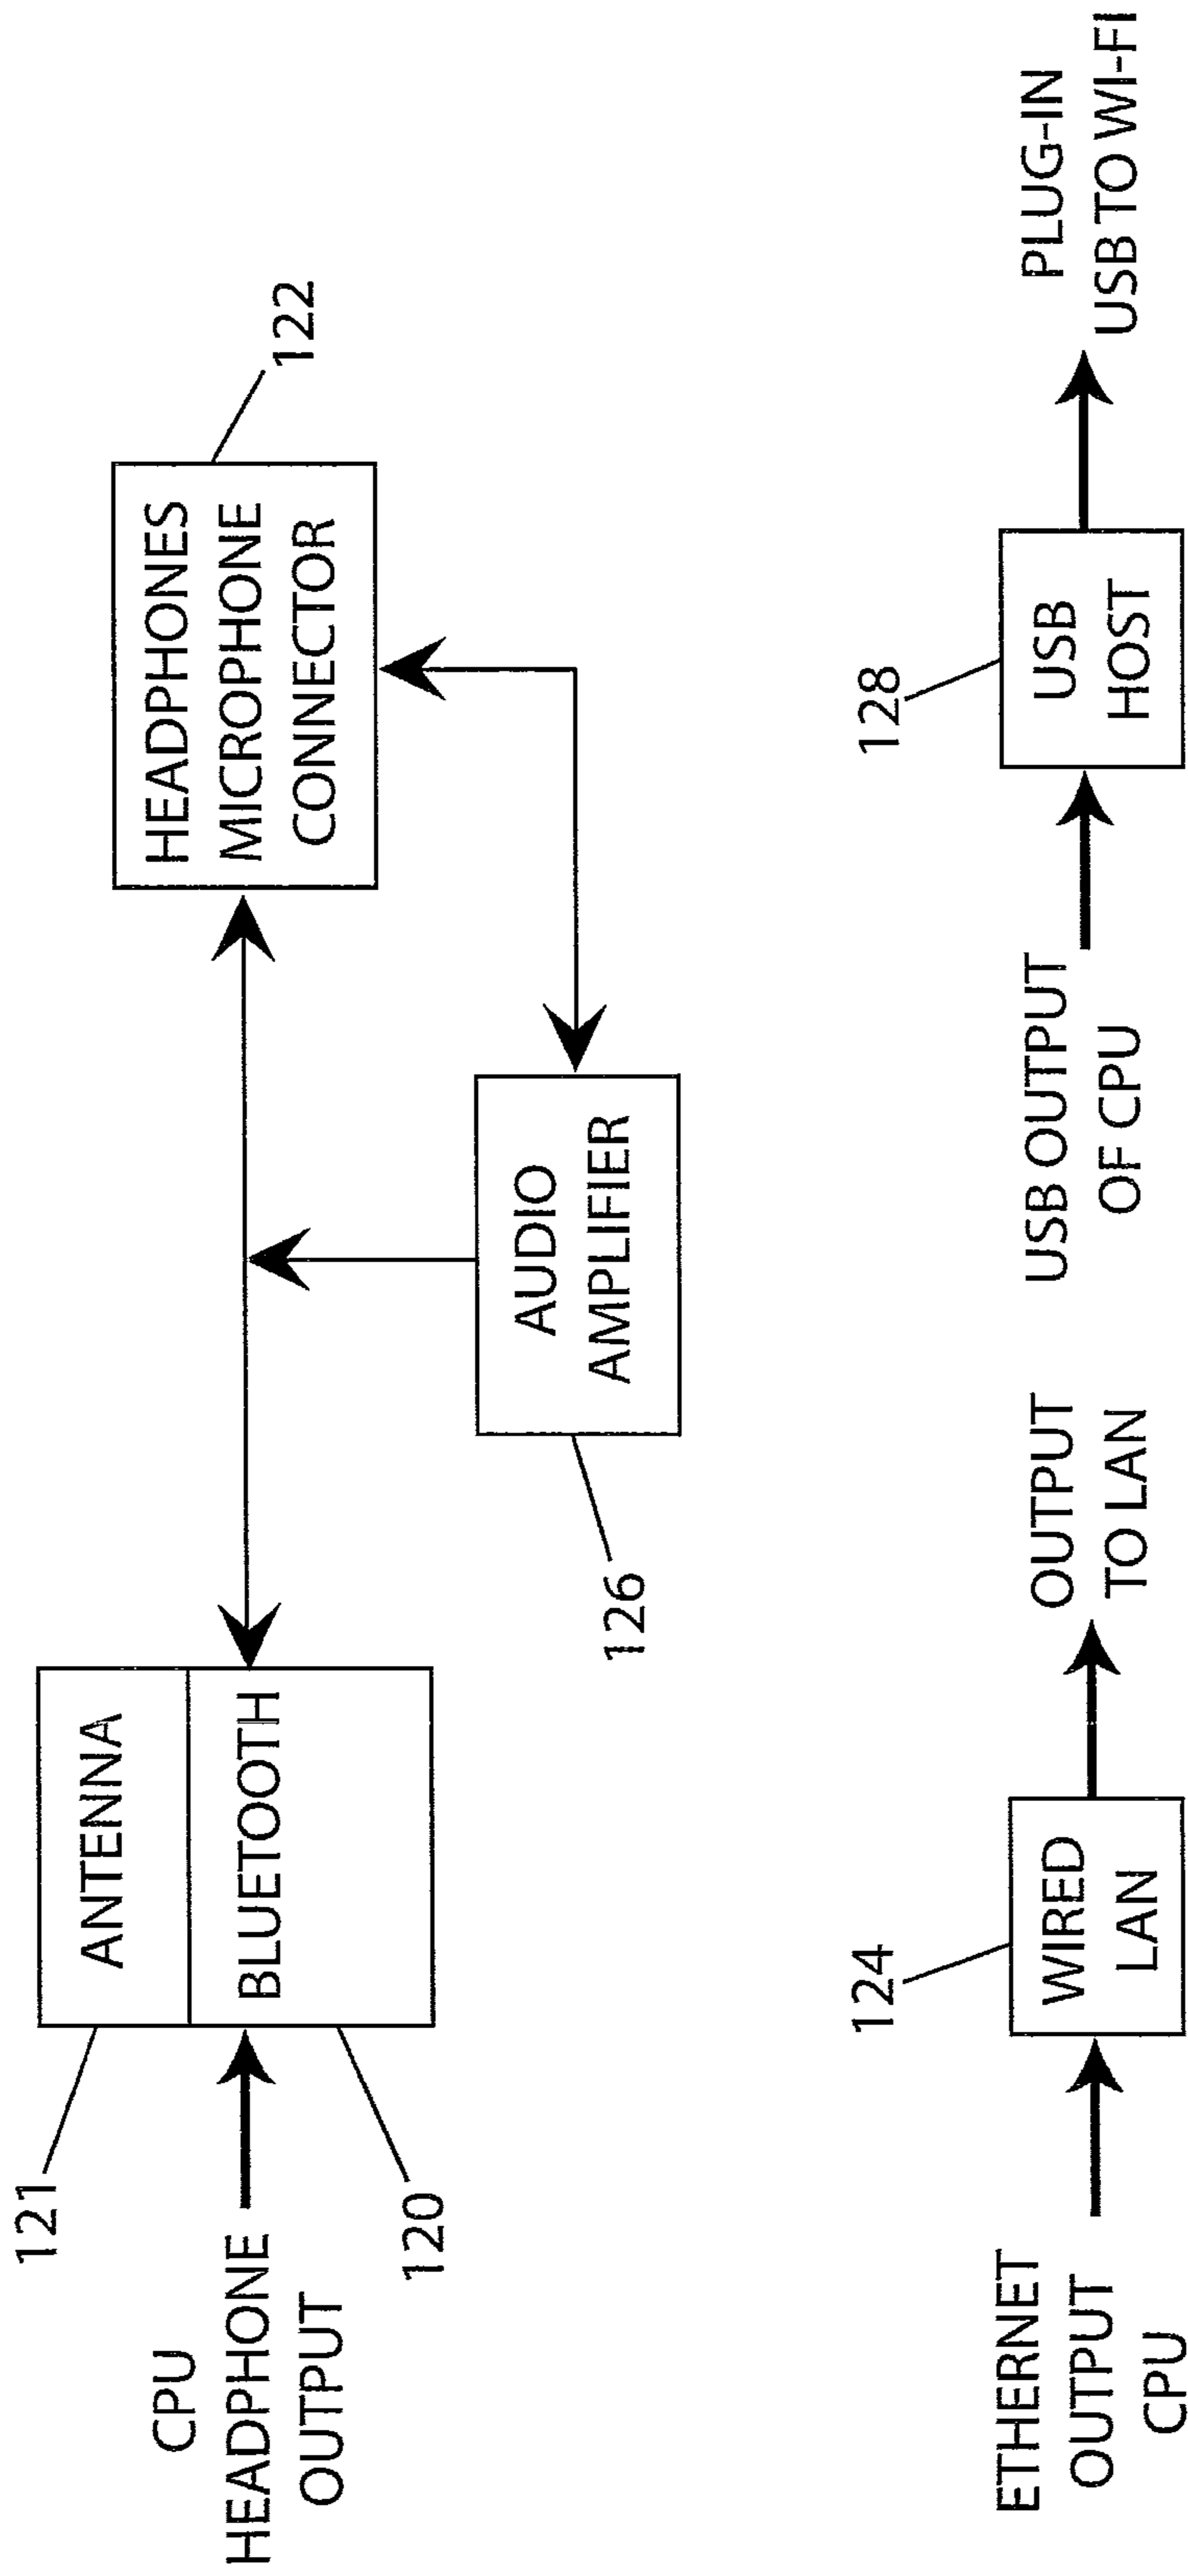 121
ANTENNA
CPU
HEADPHONE
OUTPUT
BLUETOOTH
120
HEADPHONES
MICROPHONE
CONNECTOR
122
AUDIO
AMPLIFIER
126
124
ETHERNET
OUTPUT
CPU
WIRED
LAN
OUTPUT
TO LAN
128
USB OUTPUT
OF CPU
USB
HOST
PLUG-IN
USB TO WI-FI